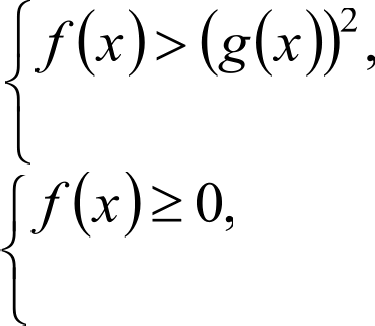 { f(x) > (g(x))²,
{ f(x) ≥ 0,